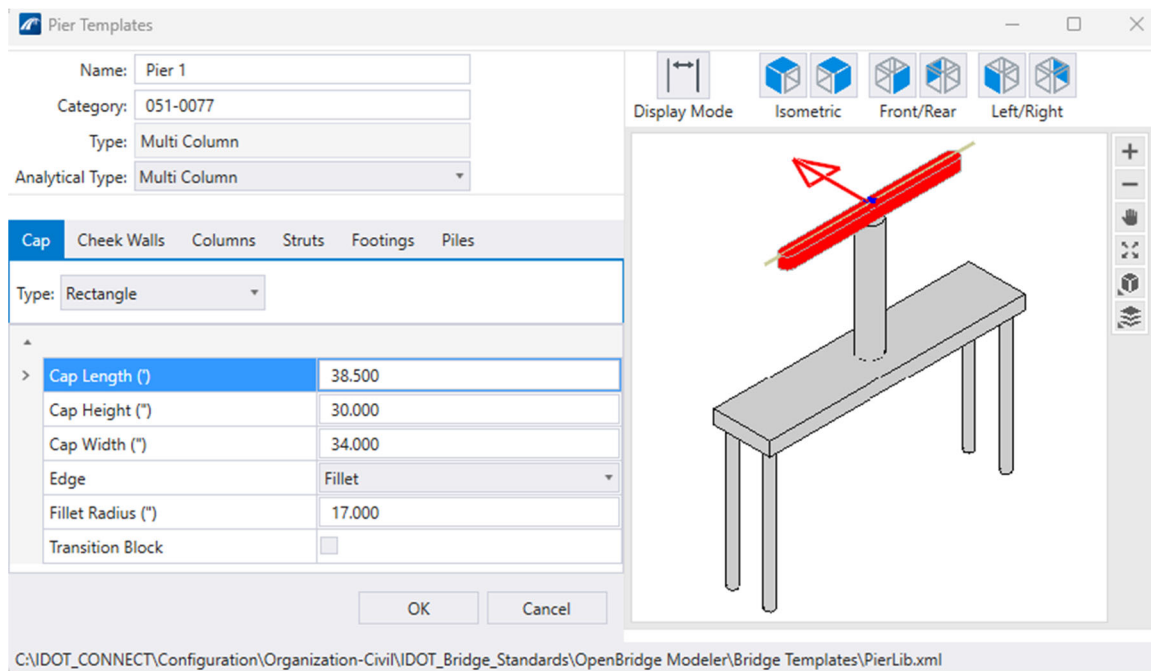 Pier Templates
Name: Pier 1
Category: 051-0077
Type: Multi Column
Analytical Type: Multi Column
Display Mode Isometric Front/Rear Left/Right
Cap Cheek Walls Columns Struts Footings Piles
Type: Rectangle
Cap Length (') 38.500
Cap Height (") 30.000
Cap Width (") 34.000
Edge Fillet
Fillet Radius (") 17.000
Transition Block
OK Cancel
C:\IDOT_CONNECT\Configuration\Organization-Civil\IDOT_Bridge_Standards\OpenBridge Modeler\Bridge Templates\PierLib.xml